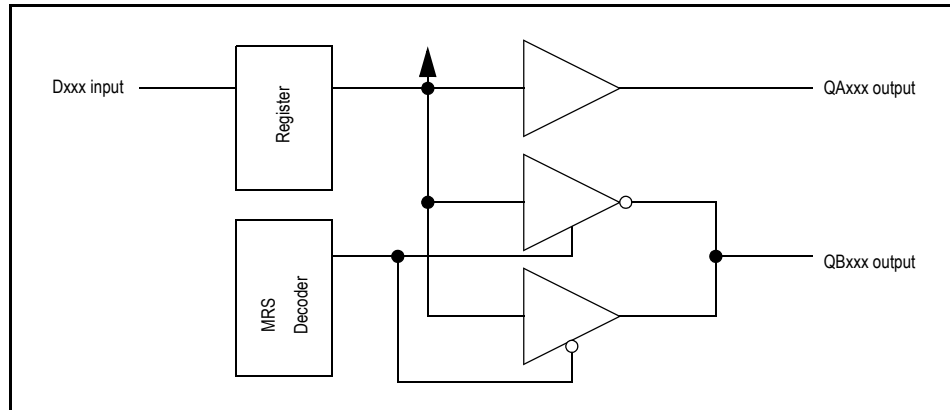 Dxxx input
Register
QAxxx output
MRS
Decoder
QBxxx output